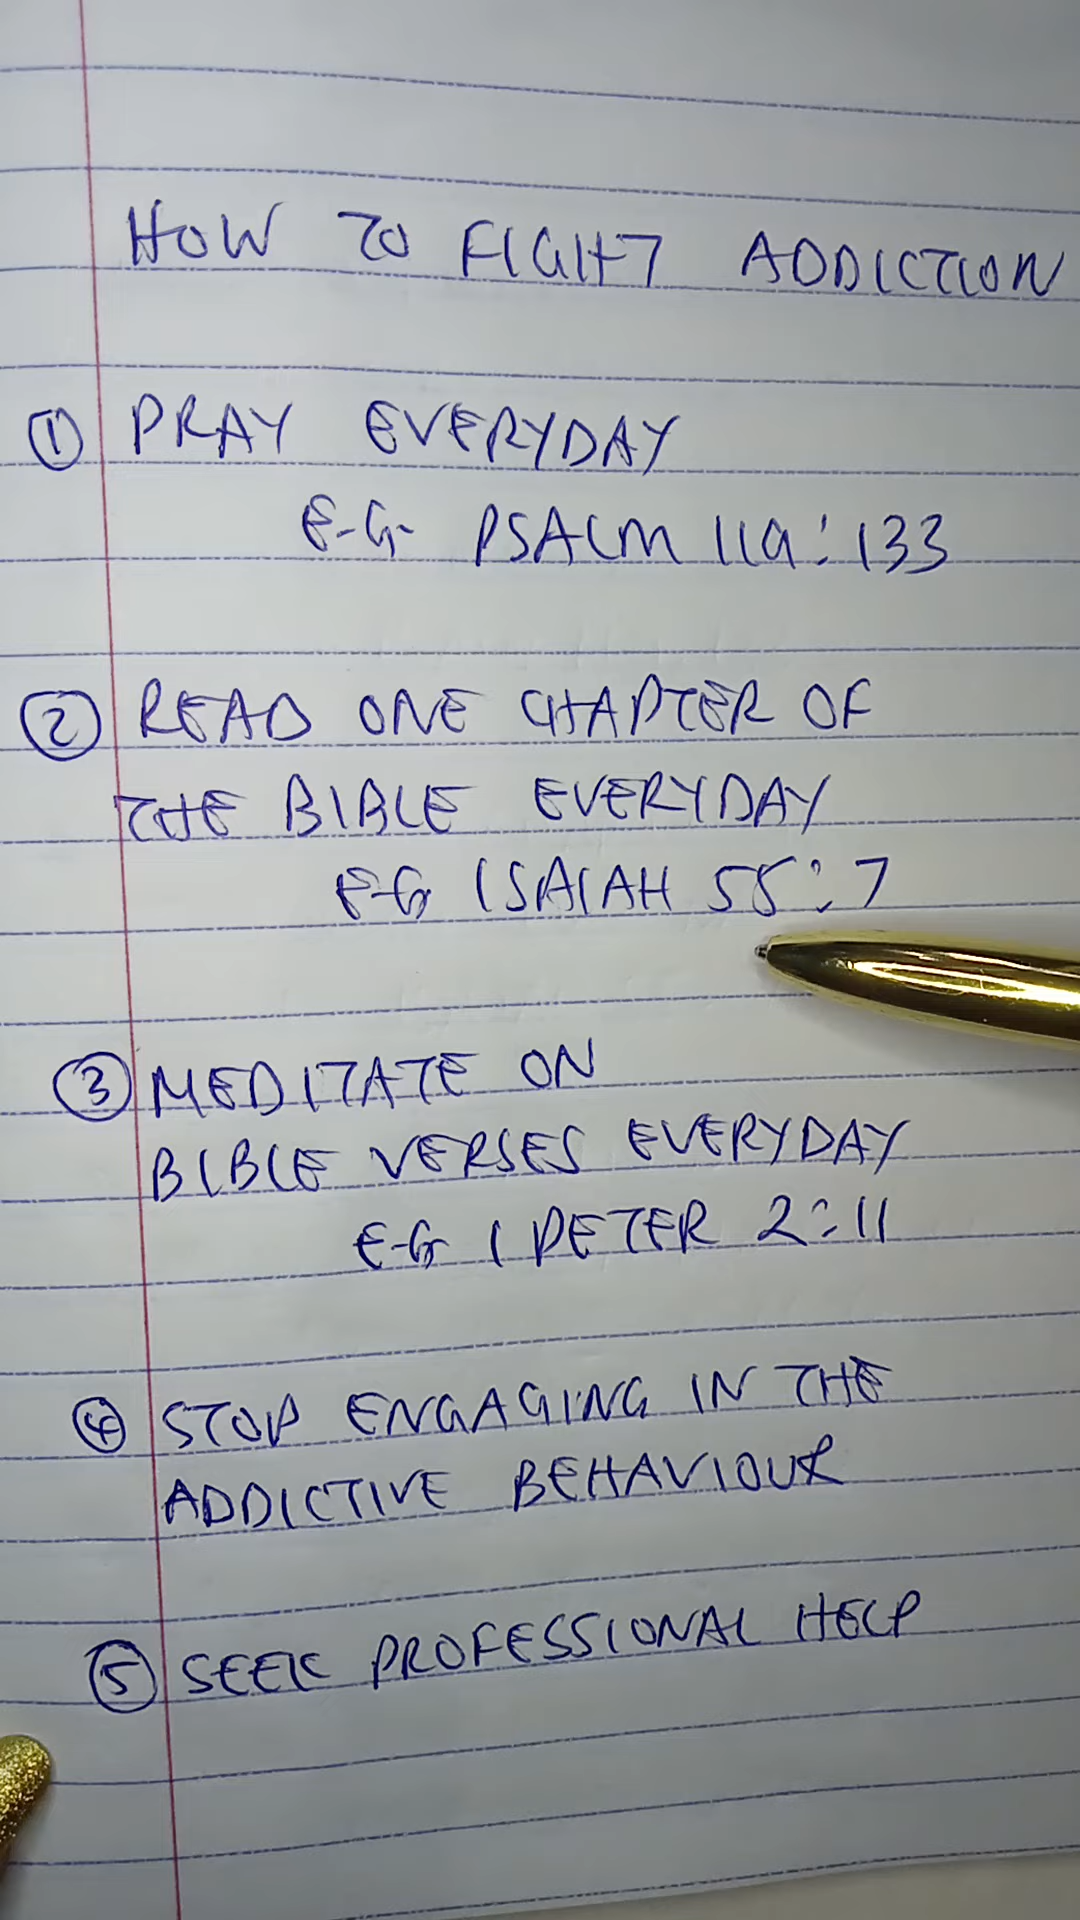 HOW TO FIGHT ADDICTION
① PRAY EVERYDAY
E-G- PSALM 119:133
② READ ONE CHAPTER OF
THE BIBLE EVERYDAY
E-G ISAIAH 55:7
③ MEDITATE ON
BIBLE VERSES EVERYDAY
E-G 1 PETER 2:11
④ STOP ENGAGING IN THE
ADDICTIVE BEHAVIOUR
⑤ SEEK PROFESSIONAL HELP